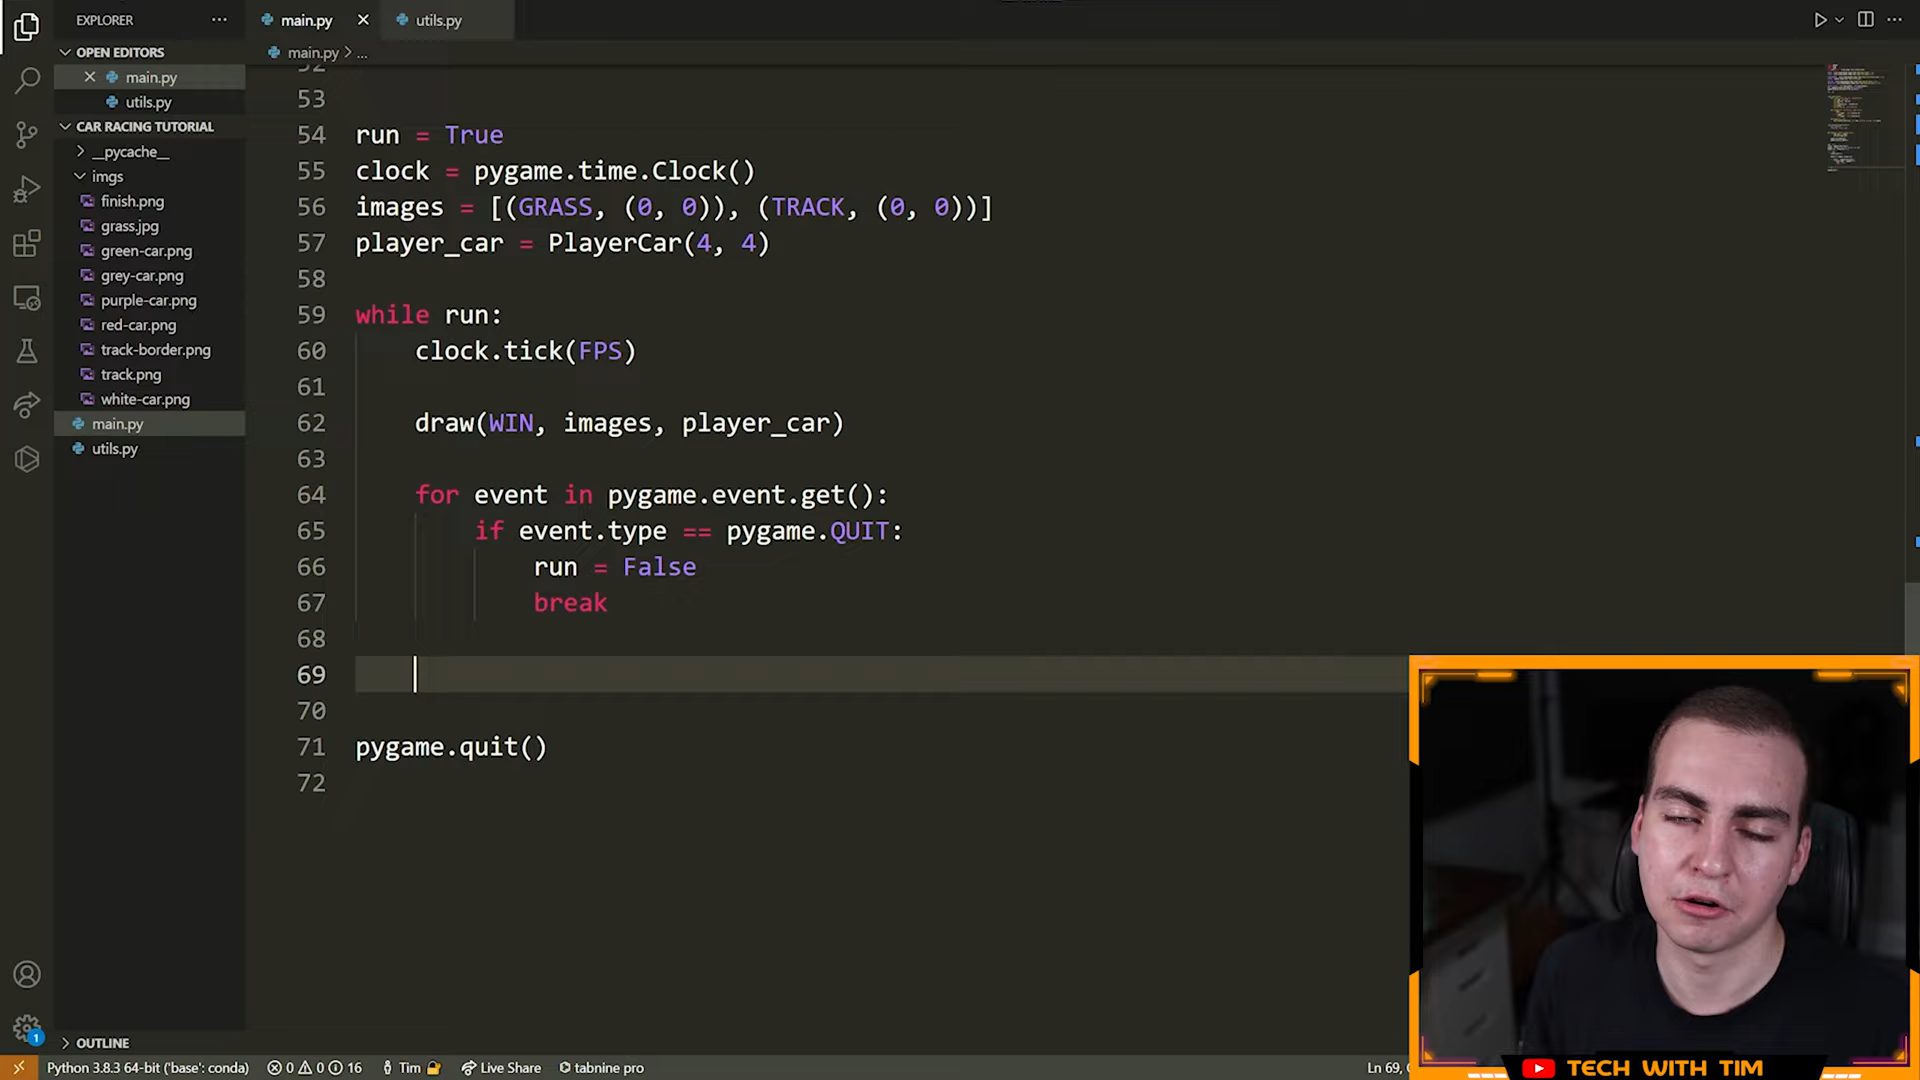 EXPLORER
OPEN EDITORS
main.py
utils.py
CAR RACING TUTORIAL
__pycache__
imgs
finish.png
grass.jpg
green-car.png
grey-car.png
purple-car.png
red-car.png
track-border.png
track.png
white-car.png
main.py
utils.py
OUTLINE
main.py
utils.py
main.py > ...
53
54 run = True
55 clock = pygame.time.Clock()
56 images = [(GRASS, (0, 0)), (TRACK, (0, 0))]
57 player_car = PlayerCar(4, 4)
58
59 while run:
60 clock.tick(FPS)
61
62 draw(WIN, images, player_car)
63
64 for event in pygame.event.get():
65 if event.type == pygame.QUIT:
66 run = False
67 break
68
69
70
71 pygame.quit()
72
1
Python 3.8.3 64-bit ('base': conda) 0 0 16 Tim Live Share tabnine pro Ln 69,
TECH WITH TIM